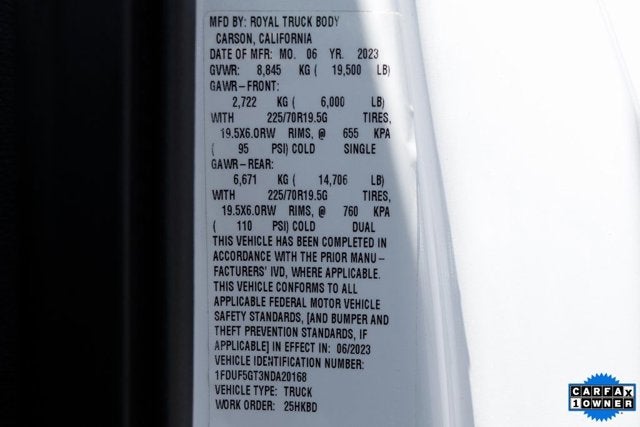 MFD BY: ROYAL TRUCK BODY
CARSON, CALIFORNIA
DATE OF MFR: MO. 06 YR. 2023
GVWR: 8,845 KG ( 19,500 LB)
GAWR-FRONT:
2,722 KG ( 6,000 LB)
WITH 225/70R19.5G TIRES,
19.5X6.0RW RIMS, @ 655 KPA
( 95 PSI) COLD SINGLE
GAWR-REAR:
6,671 KG ( 14,706 LB)
WITH 225/70R19.5G TIRES,
19.5X6.0RW RIMS, @ 760 KPA
( 110 PSI) COLD DUAL
THIS VEHICLE HAS BEEN COMPLETED IN
ACCORDANCE WITH THE PRIOR MANU-
FACTURERS' IVD, WHERE APPLICABLE.
THIS VEHICLE CONFORMS TO ALL
APPLICABLE FEDERAL MOTOR VEHICLE
SAFETY STANDARDS, [AND BUMPER AND
THEFT PREVENTION STANDARDS, IF
APPLICABLE] IN EFFECT IN: 06/2023
VEHICLE IDENTIFICATION NUMBER:
1FDUF5GT3NDA20168
VEHICLE TYPE: TRUCK
WORK ORDER: 25HKBD
CARFAX
1 OWNER